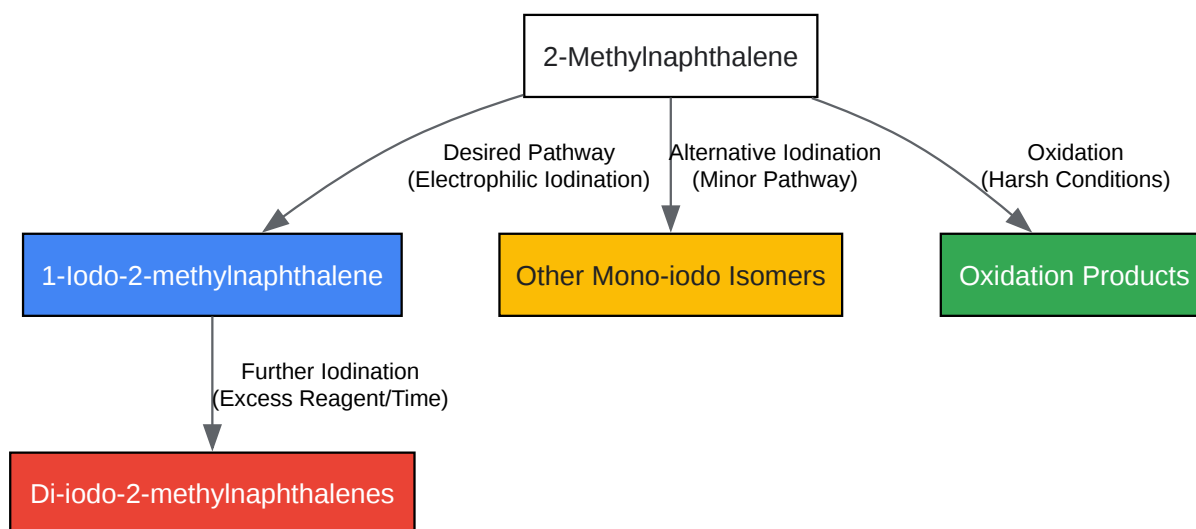 2-Methylnaphthalene
Desired Pathway
(Electrophilic Iodination)
Alternative Iodination
(Minor Pathway)
Oxidation
(Harsh Conditions)
1-Iodo-2-methylnaphthalene
Other Mono-iodo Isomers
Oxidation Products
Further Iodination
(Excess Reagent/Time)
Di-iodo-2-methylnaphthalenes